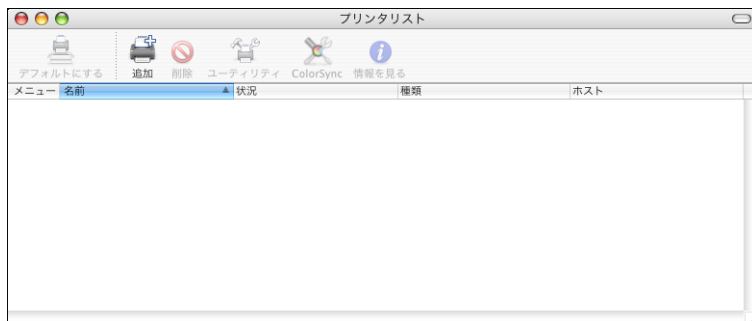 プリンタリスト
デフォルトにする 追加 削除 ユーティリティ ColorSync 情報を見る
メニュー 名前 状況 種類 ホスト